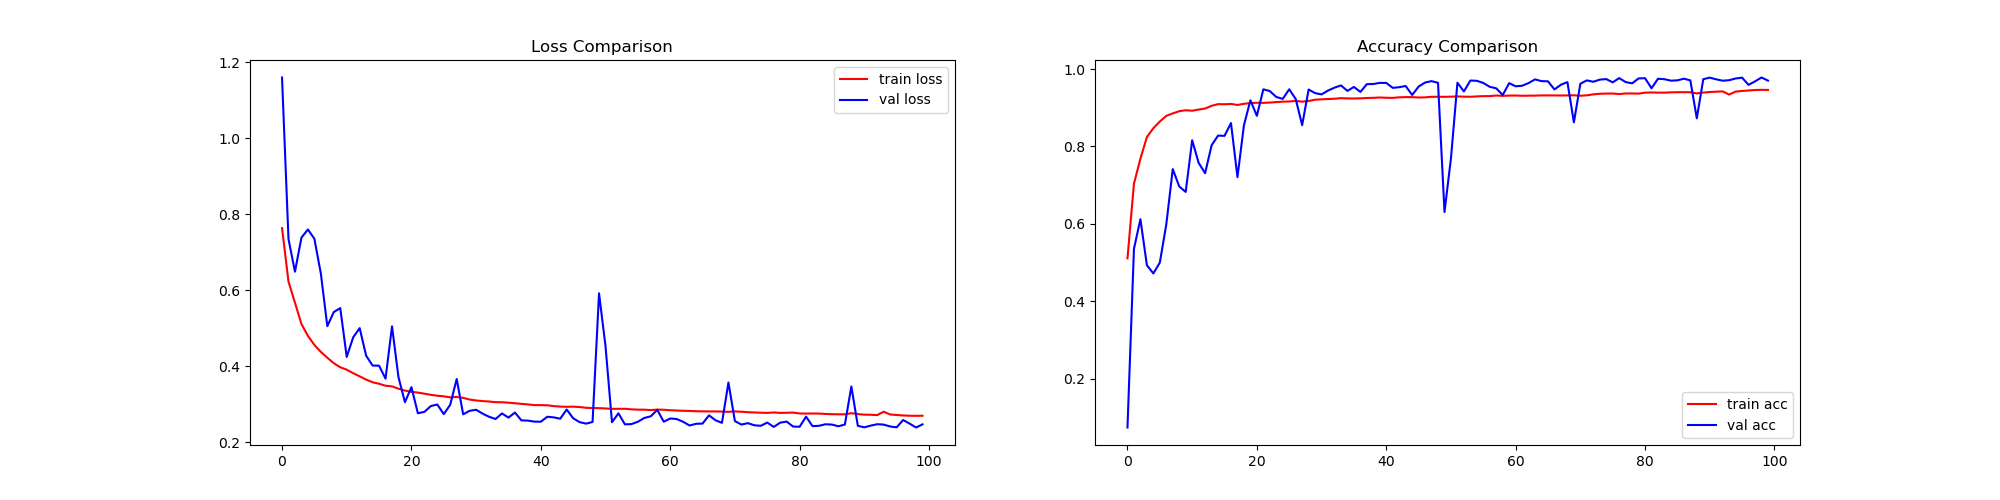 Loss Comparison
1.2
1.0
0.8
0.6
0.4
0.2
0 20 40 60 80 100
train loss
val loss
Accuracy Comparison
1.0
0.8
0.6
0.4
0.2
0 20 40 60 80 100
train acc
val acc